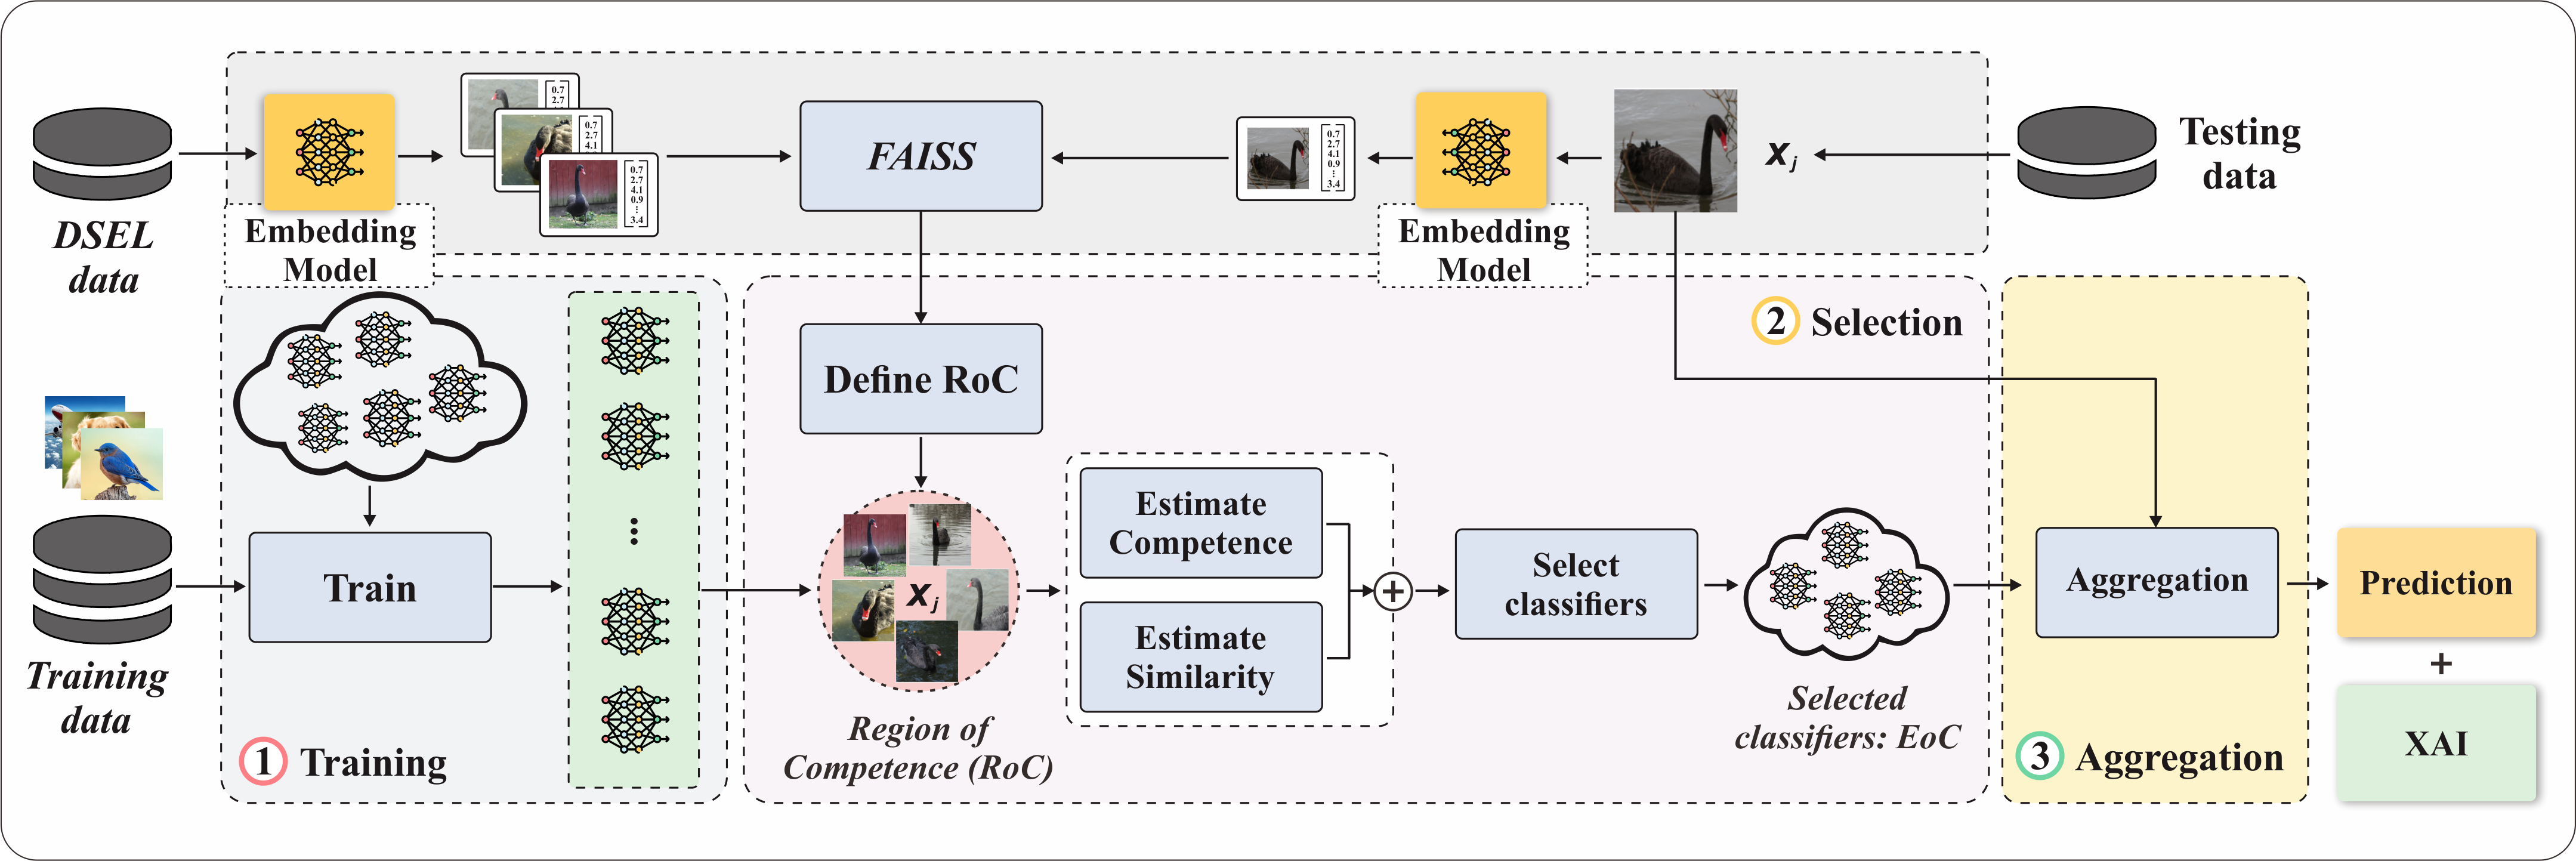 DSEL
data
Embedding
Model
0.7
2.7
0.7
2.7
4.1
0.7
2.7
4.1
0.9
⋮
3.4
FAISS
0.7
2.7
4.1
0.9
⋮
3.4
Embedding
Model
x j
Testing
data
Training
data
Train
1 Training
Define RoC
x j
Region of
Competence (RoC)
Estimate
Competence
Estimate
Similarity
+
Select
classifiers
2 Selection
Selected
classifiers: EoC
Aggregation
3 Aggregation
Prediction
+
XAI